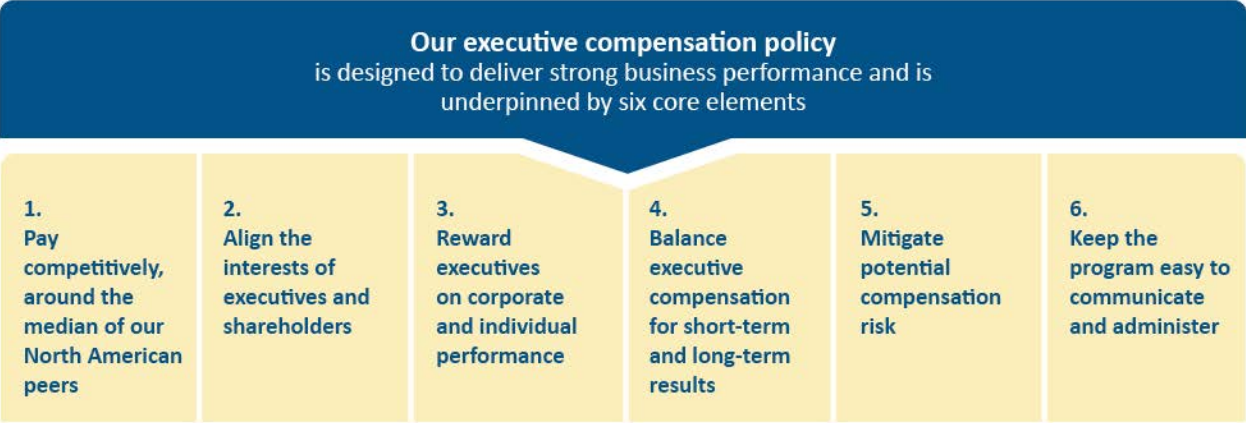 Our executive compensation policy
is designed to deliver strong business performance and is
underpinned by six core elements
1.
Pay
competitively,
around the
median of our
North American
peers
2.
Align the
interests of
executives and
shareholders
3.
Reward
executives
on corporate
and individual
performance
4.
Balance
executive
compensation
for short-term
and long-term
results
5.
Mitigate
potential
compensation
risk
6.
Keep the
program easy to
communicate
and administer